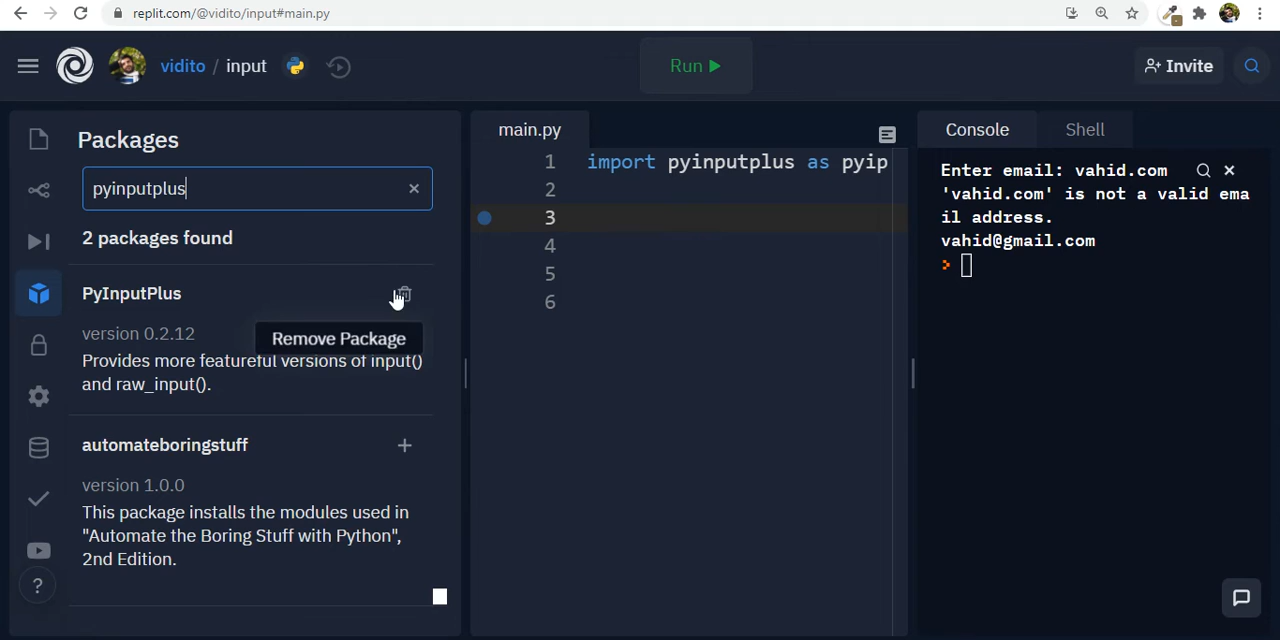 replit.com/@vidito/input#main.py
vidito / input
Run
Invite
Packages
pyinputplus
2 packages found
PyInputPlus
version 0.2.12
Remove Package
Provides more featureful versions of input()
and raw_input().
automateboringstuff
version 1.0.0
This package installs the modules used in
"Automate the Boring Stuff with Python",
2nd Edition.
?
main.py
1 import pyinputplus as pyip
2
3
4
5
6
Console
Shell
Enter email: vahid.com
'vahid.com' is not a valid ema
il address.
vahid@gmail.com
>